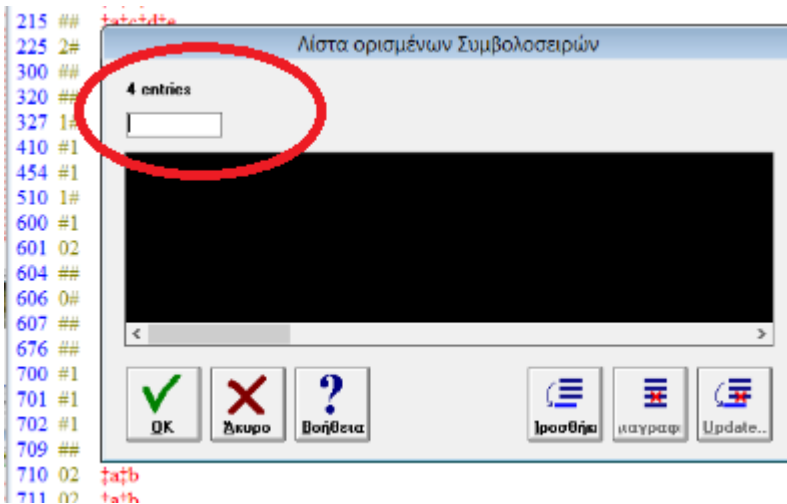 215 ## ‡a‡c‡d‡e
225 2#
300 ##
320 ##
327 1#
410 #1
454 #1
510 1#
600 #1
601 02
604 ##
606 0#
607 ##
676 ##
700 #1
701 #1
702 #1
709 ##
710 02 ‡a‡b
711 02 ‡a‡b
Λίστα ορισμένων Συμβολοσειρών
4 entries
OK
Άκυρο
Βοήθεια
Προσθήκ
ιαγραφι
Update..